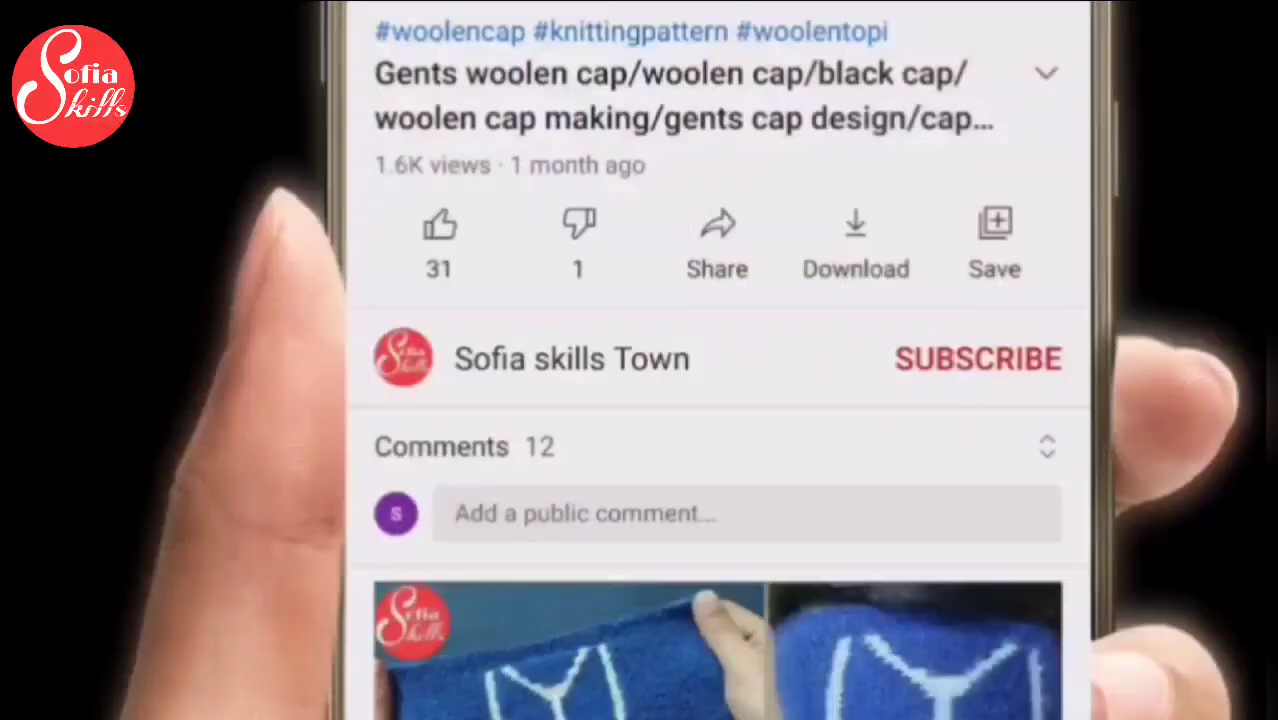 Sofia
Skills
#woolencap #knittingpattern #woolentopi
Gents woolen cap/woolen cap/black cap/
woolen cap making/gents cap design/cap...
1.6K views · 1 month ago
31
1
Share
Download
Save
Sofia Skills
Sofia skills Town
SUBSCRIBE
Comments 12
S
Add a public comment...
Sofia
Skills